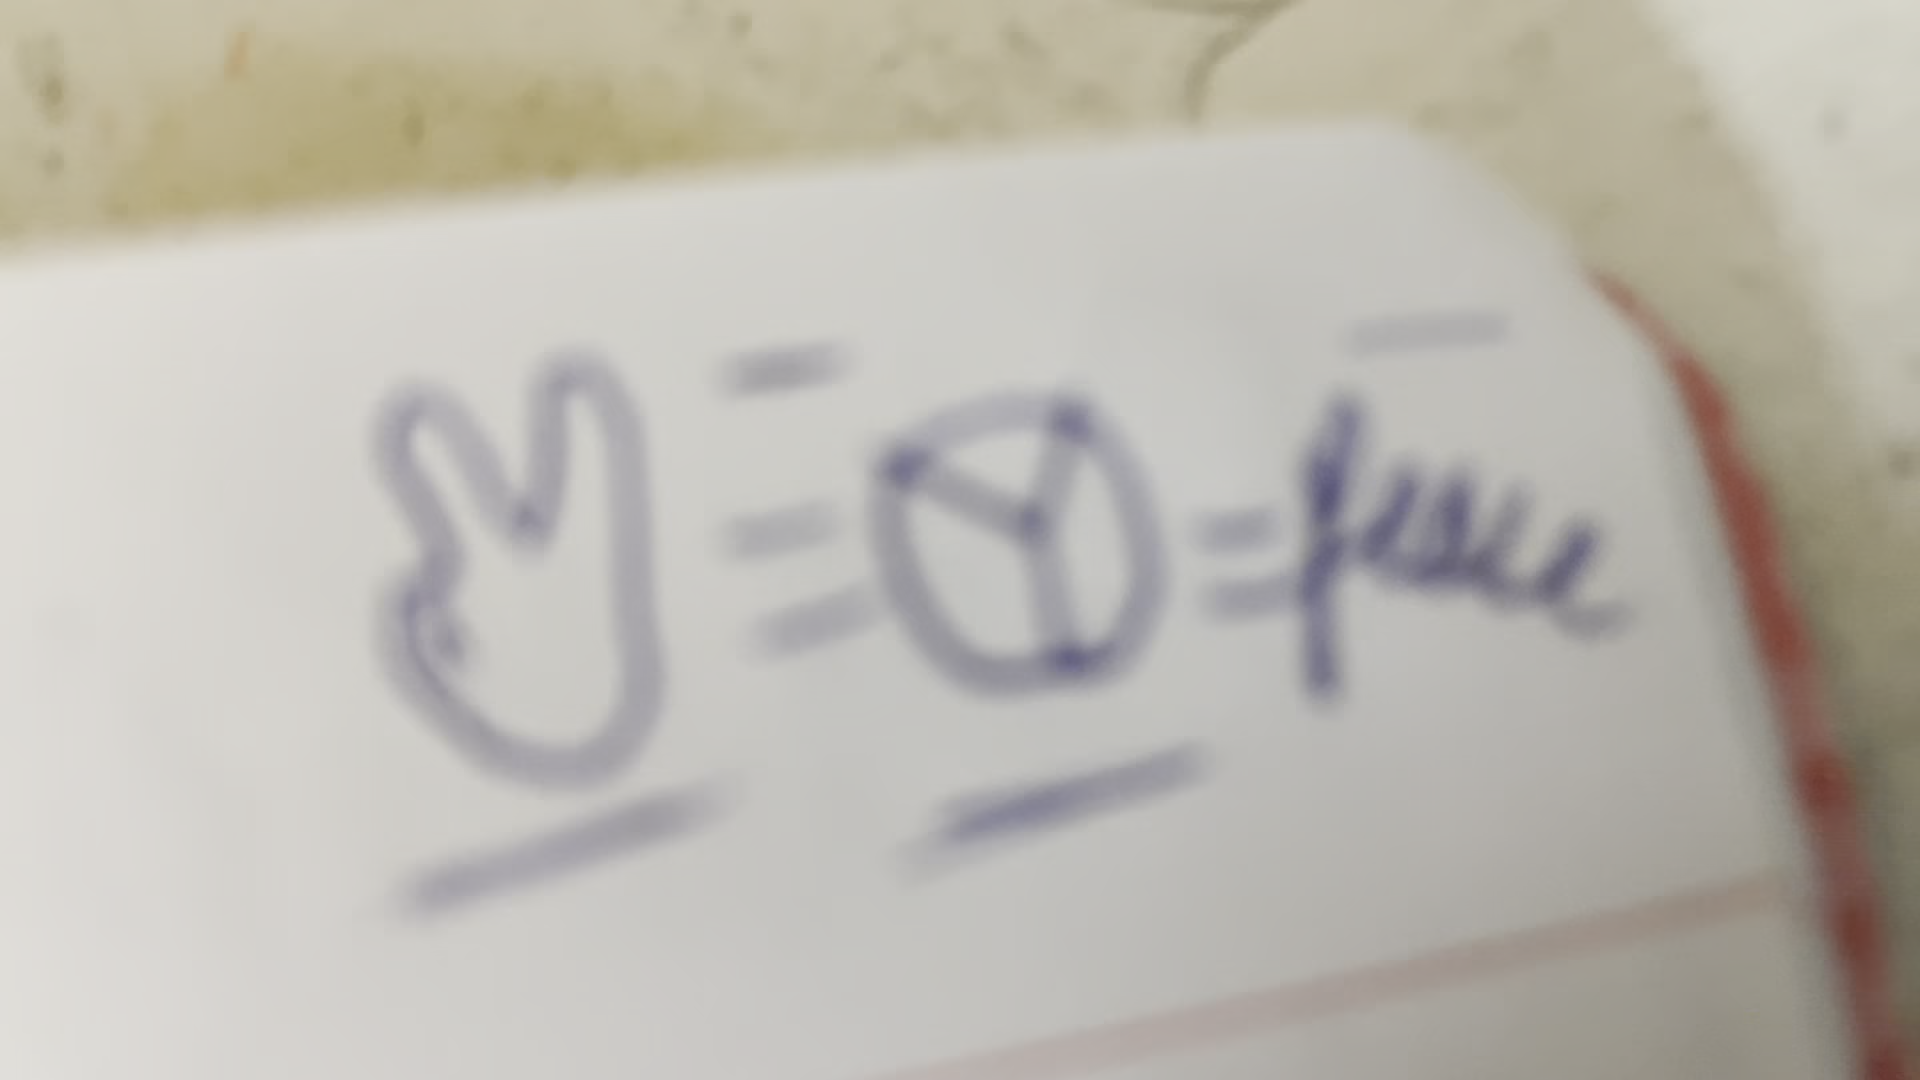 = = peace